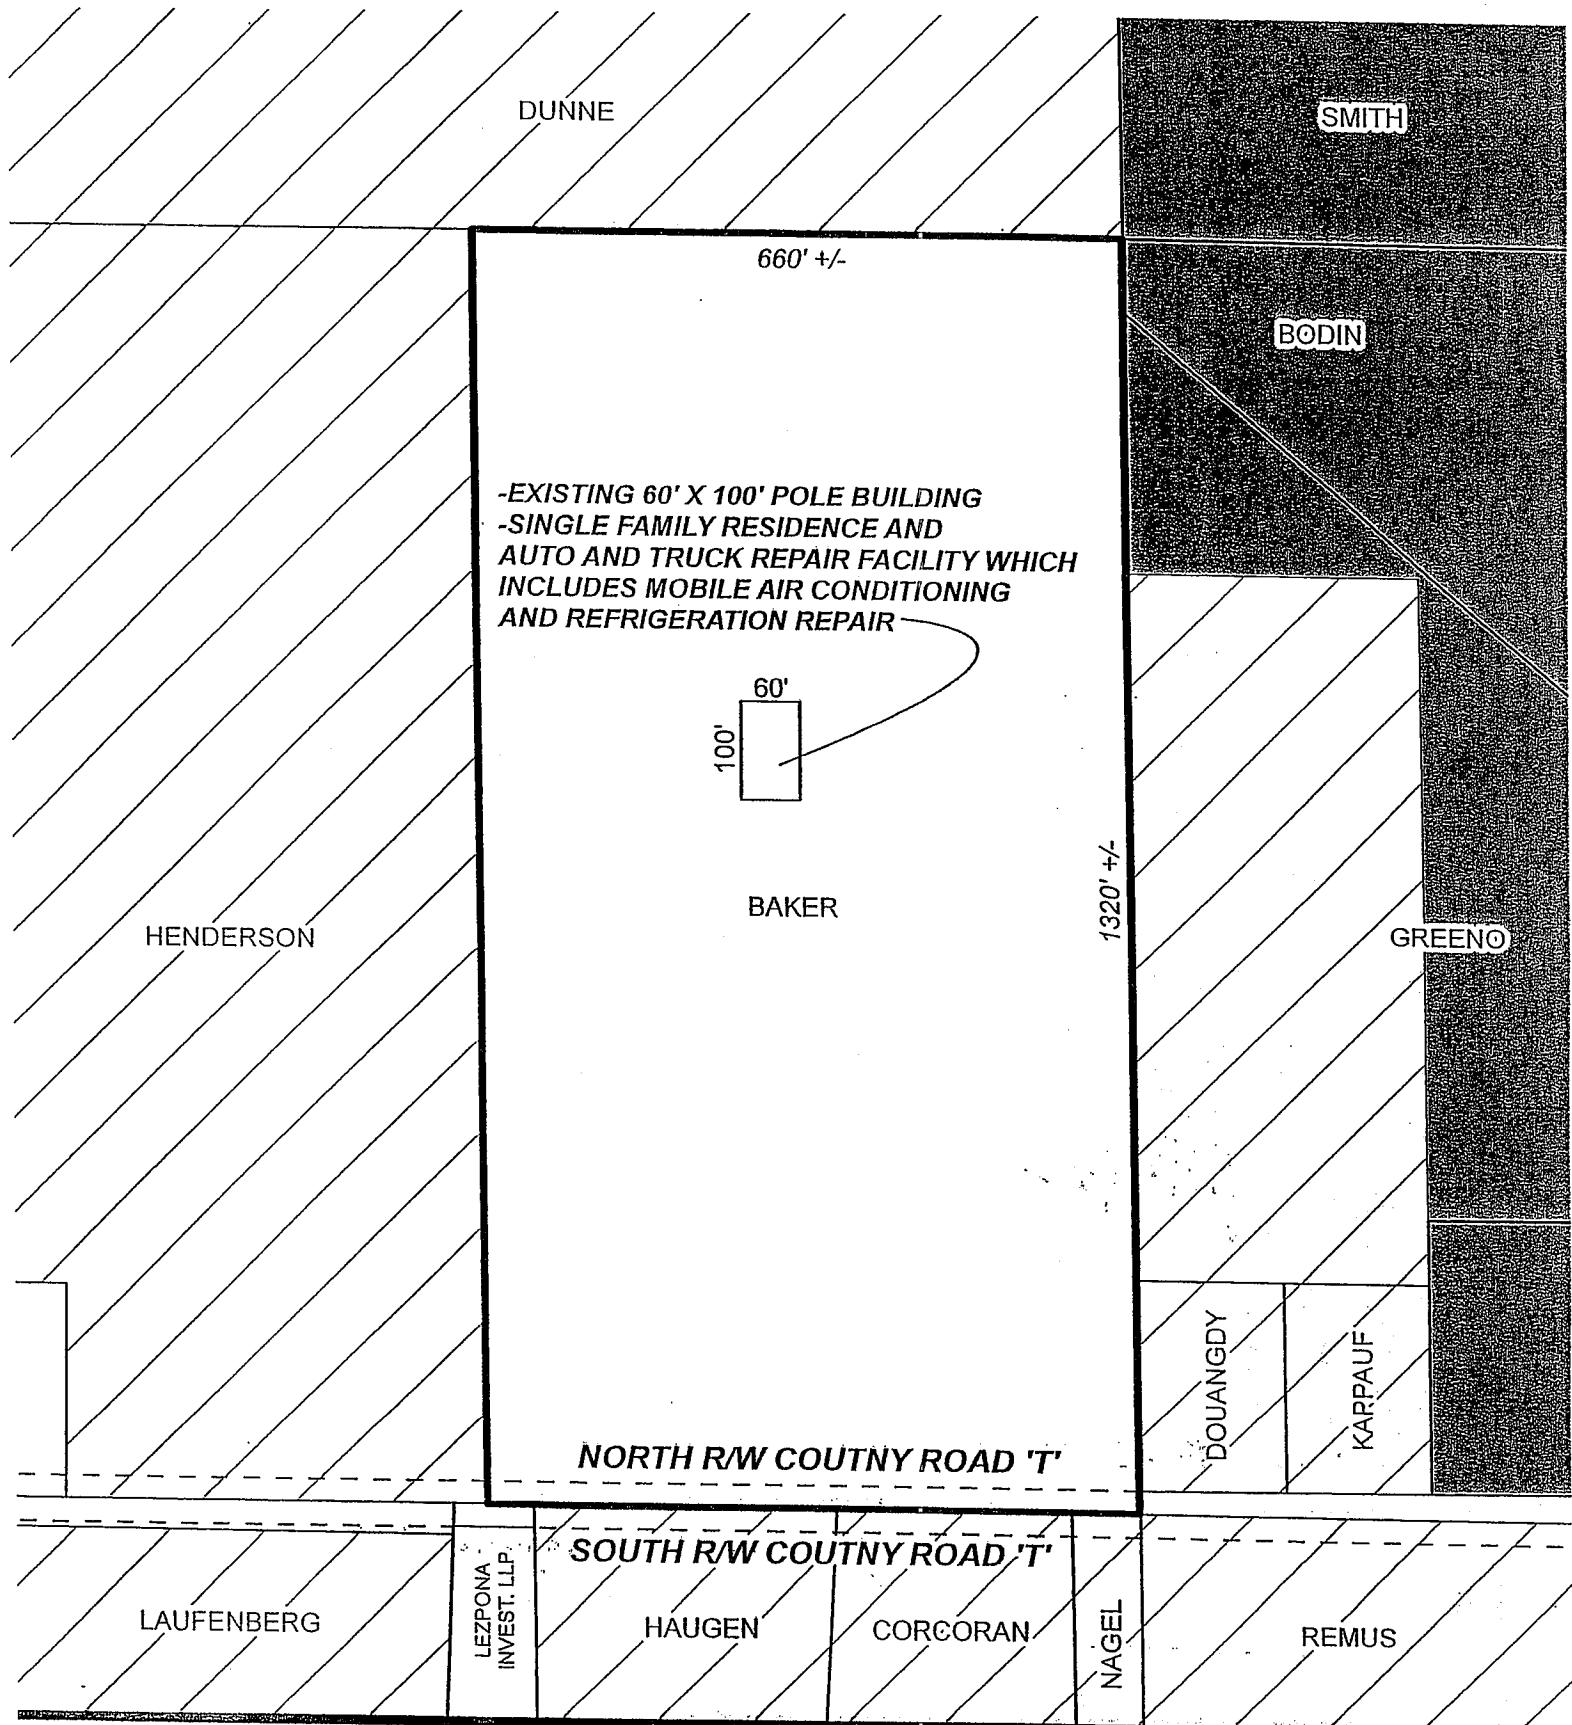 DUNNE
SMITH
660' +/-
BODIN
-EXISTING 60' X 100' POLE BUILDING
-SINGLE FAMILY RESIDENCE AND
AUTO AND TRUCK REPAIR FACILITY WHICH
INCLUDES MOBILE AIR CONDITIONING
AND REFRIGERATION REPAIR
60'
100'
1320' +/-
BAKER
HENDERSON
GREENO
DOUANGDY
KARPAUF
NORTH R/W COUTNY ROAD 'T'
SOUTH R/W COUTNY ROAD 'T'
LAUFENBERG
LEZPONA
INVEST. LLP
HAUGEN
CORCORAN
NAGEL
REMUS